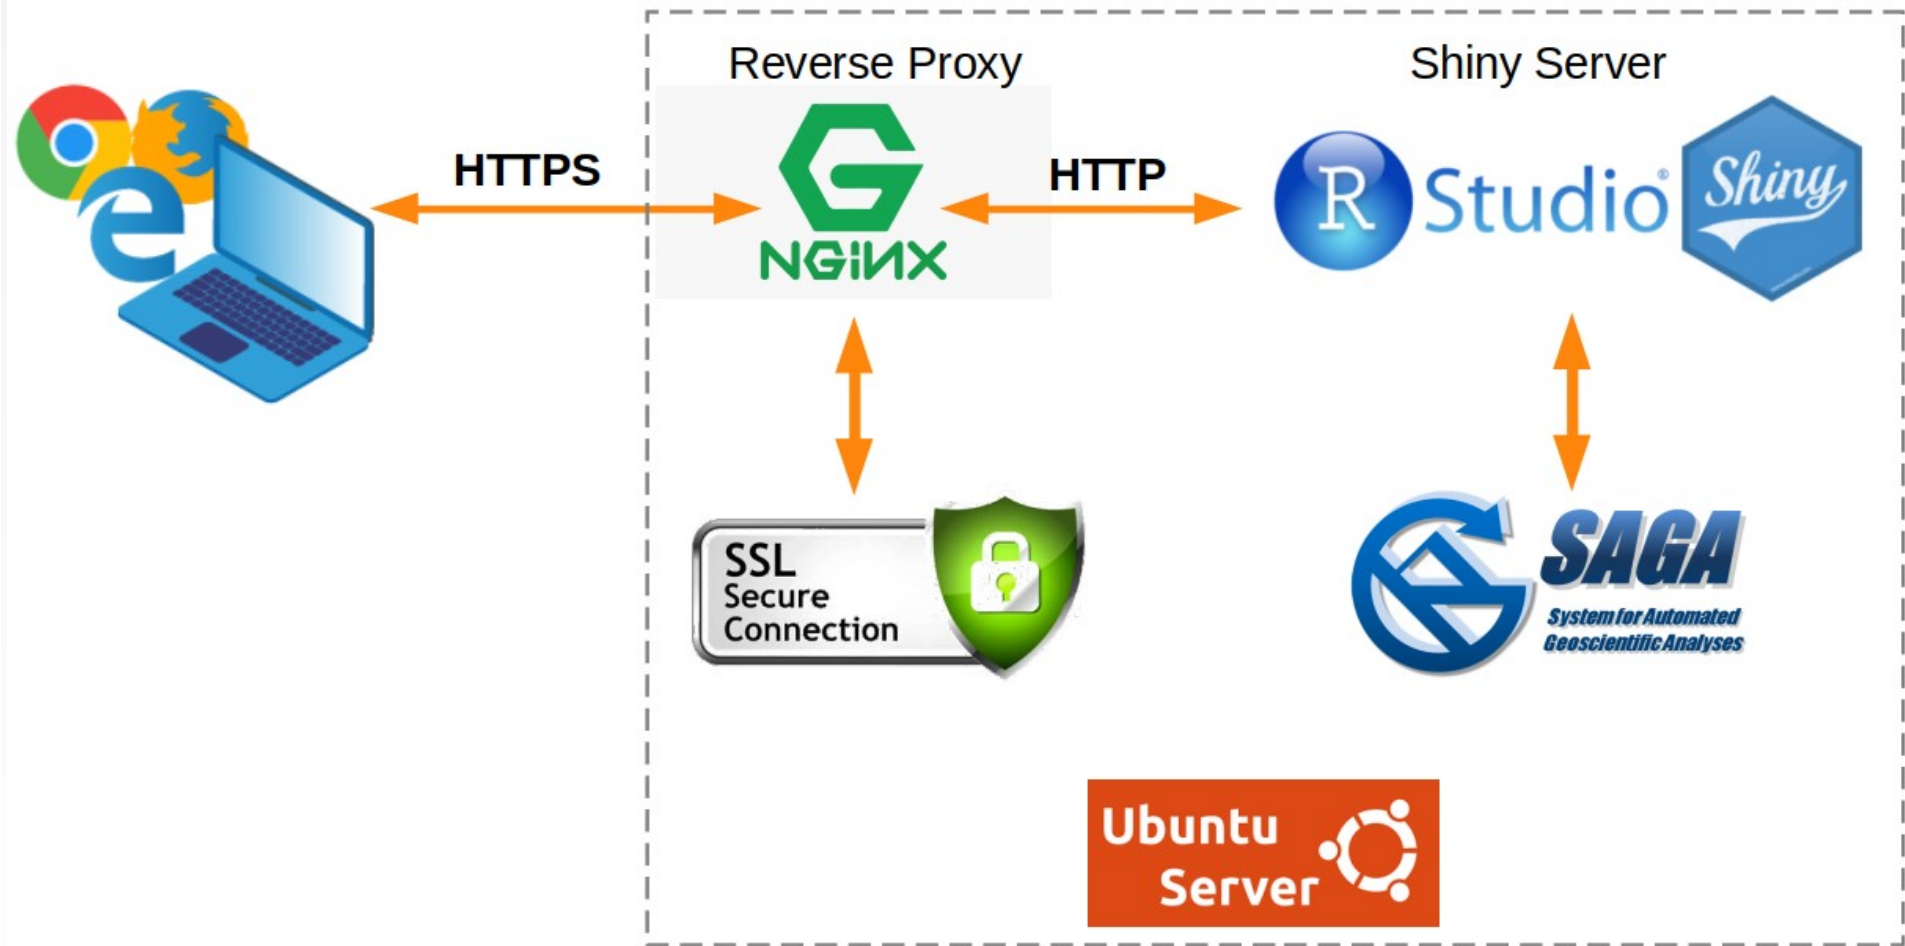 Reverse Proxy
Shiny Server
HTTPS
NGINX
HTTP
R Studio®
Shiny
SSL
Secure
Connection
SAGA
System for Automated
Geoscientific Analyses
Ubuntu
Server